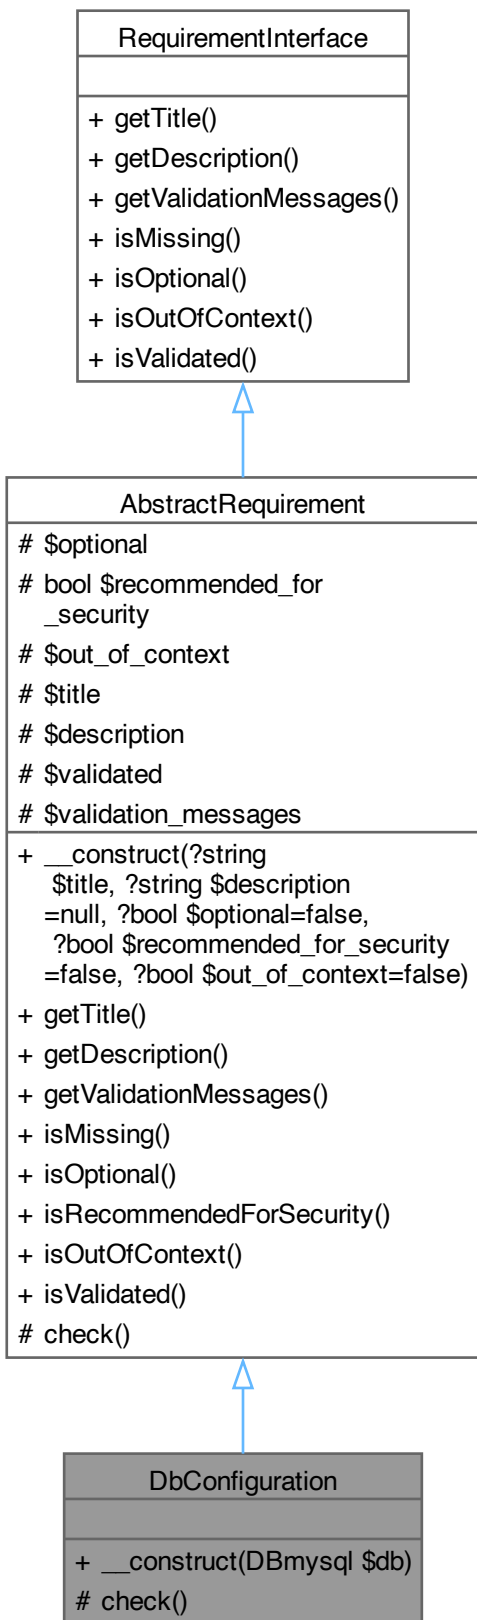 RequirementInterface
+ getTitle()
+ getDescription()
+ getValidationMessages()
+ isMissing()
+ isOptional()
+ isOutOfContext()
+ isValidated()
AbstractRequirement
# $optional
# bool $recommended_for
_security
# $out_of_context
# $title
# $description
# $validated
# $validation_messages
+ __construct(?string
$title, ?string $description
=null, ?bool $optional=false,
?bool $recommended_for_security
=false, ?bool $out_of_context=false)
+ getTitle()
+ getDescription()
+ getValidationMessages()
+ isMissing()
+ isOptional()
+ isRecommendedForSecurity()
+ isOutOfContext()
+ isValidated()
# check()
DbConfiguration
+ __construct(DBmysql $db)
# check()